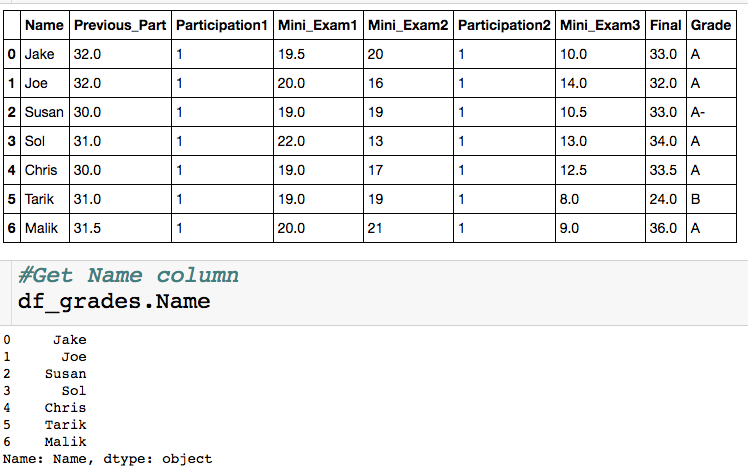 Name Previous_Part Participation1 Mini_Exam1 Mini_Exam2 Participation2 Mini_Exam3 Final Grade
0 Jake 32.0 1 19.5 20 1 10.0 33.0 A
1 Joe 32.0 1 20.0 16 1 14.0 32.0 A
2 Susan 30.0 1 19.0 19 1 10.5 33.0 A-
3 Sol 31.0 1 22.0 13 1 13.0 34.0 A
4 Chris 30.0 1 19.0 17 1 12.5 33.5 A
5 Tarik 31.0 1 19.0 19 1 8.0 24.0 B
6 Malik 31.5 1 20.0 21 1 9.0 36.0 A
#Get Name column
df_grades.Name
0 Jake
1 Joe
2 Susan
3 Sol
4 Chris
5 Tarik
6 Malik
Name: Name, dtype: object